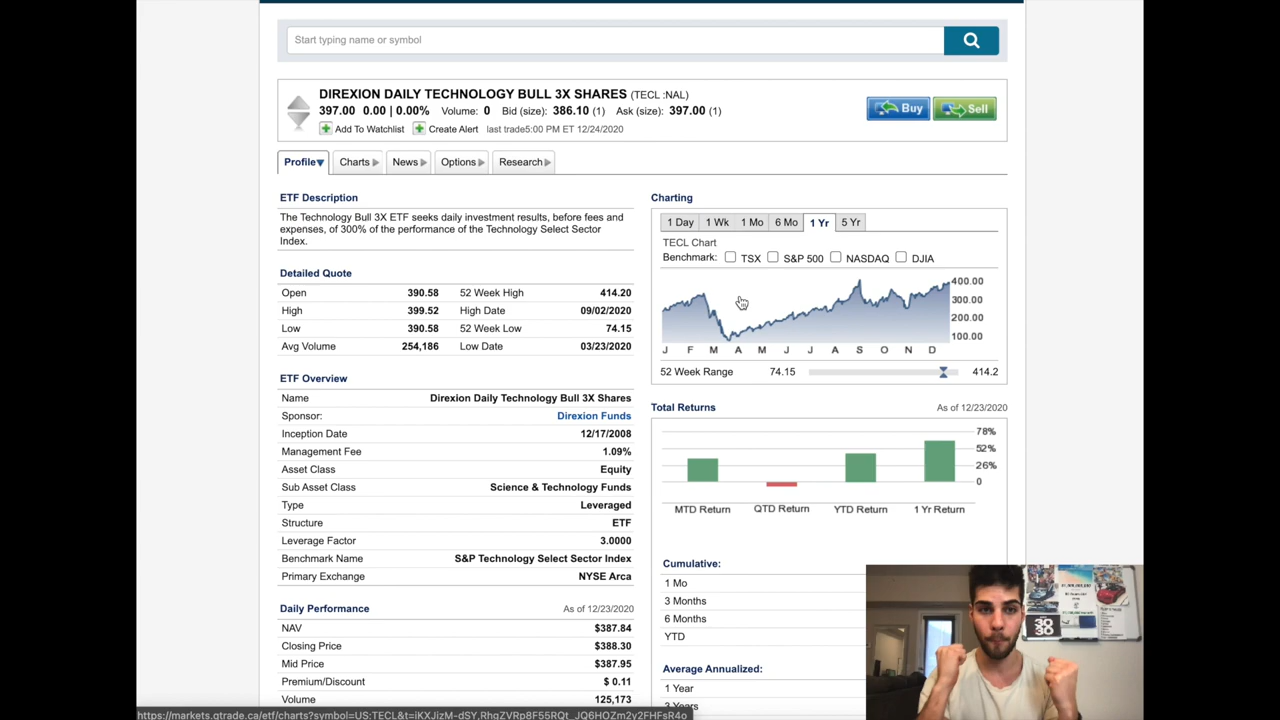 Start typing name or symbol
DIREXION DAILY TECHNOLOGY BULL 3X SHARES (TECL :NAL)
397.00 0.00 | 0.00% Volume: 0 Bid (size): 386.10 (1) Ask (size): 397.00 (1)
Add To Watchlist Create Alert last trade5:00 PM ET 12/24/2020
Buy Sell
Profile Charts News Options Research
ETF Description
The Technology Bull 3X ETF seeks daily investment results, before fees and
expenses, of 300% of the performance of the Technology Select Sector
Index.
Detailed Quote
Open 390.58 52 Week High 414.20
High 399.52 High Date 09/02/2020
Low 390.58 52 Week Low 74.15
Avg Volume 254,186 Low Date 03/23/2020
ETF Overview
Name Direxion Daily Technology Bull 3X Shares
Sponsor: Direxion Funds
Inception Date 12/17/2008
Management Fee 1.09%
Asset Class Equity
Sub Asset Class Science & Technology Funds
Type Leveraged
Structure ETF
Leverage Factor 3.0000
Benchmark Name S&P Technology Select Sector Index
Primary Exchange NYSE Arca
Daily Performance As of 12/23/2020
NAV $387.84
Closing Price $388.30
Mid Price $387.95
Premium/Discount $ 0.11
Volume 125,173
Charting
1 Day 1 Wk 1 Mo 6 Mo 1 Yr 5 Yr
TECL Chart
Benchmark: TSX S&P 500 NASDAQ DJIA
400.00
300.00
200.00
100.00
J F M A M J J A S O N D
52 Week Range 74.15 414.2
Total Returns As of 12/23/2020
78%
52%
26%
0
MTD Return QTD Return YTD Return 1 Yr Return
Cumulative:
1 Mo
3 Months
6 Months
YTD
Average Annualized:
1 Year
3 Years
30
30